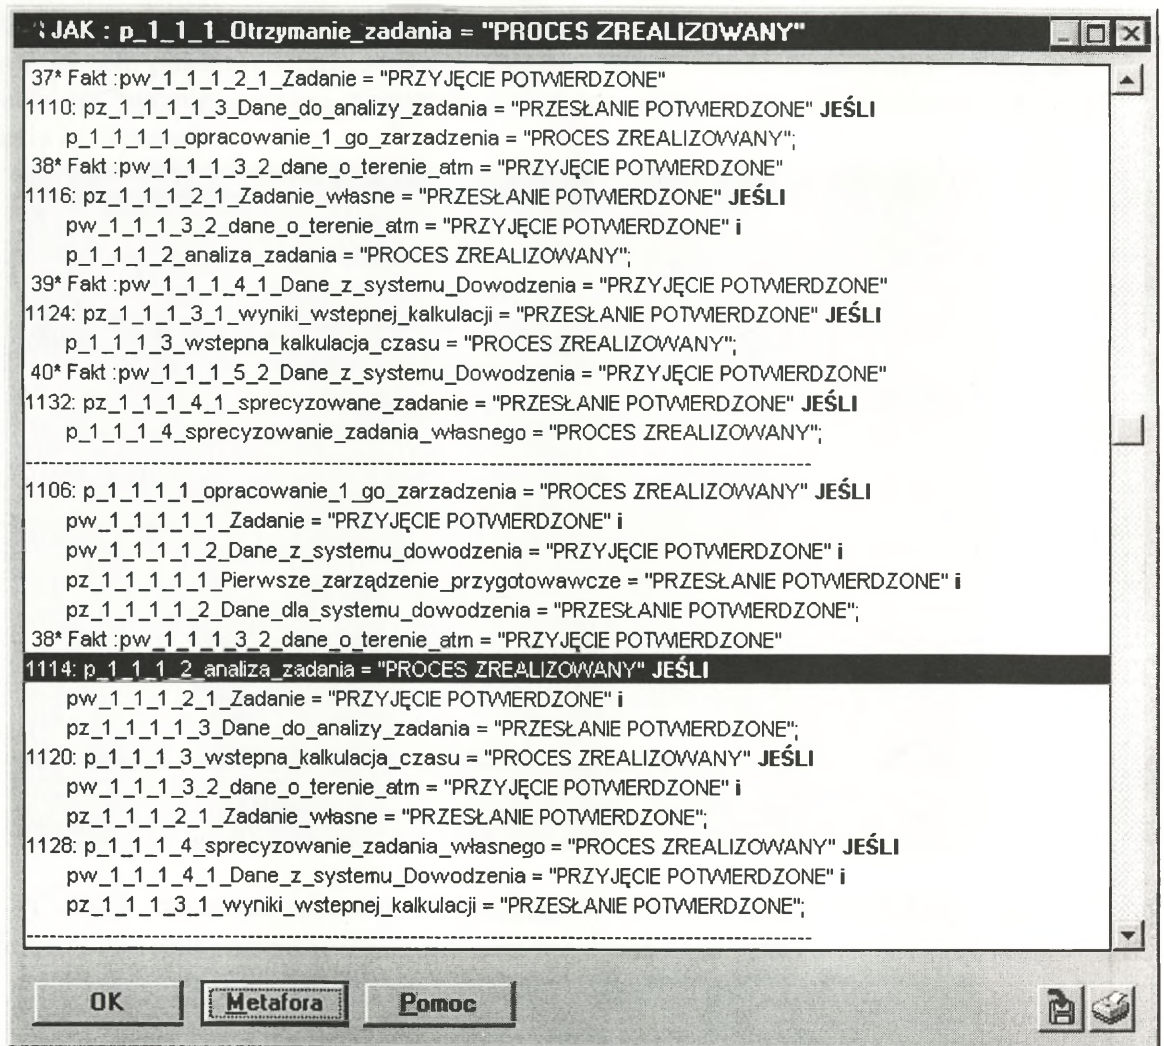 JAK : p_1_1_1_Otrzymanie_zadania = "PROCES ZREALIZOWANY"
37* Fakt :pw_1_1_1_2_1_Zadanie = "PRZYJĘCIE POTWIERDZONE"
1110: pz_1_1_1_1_3_Dane_do_analizy_zadania = "PRZESŁANIE POTWIERDZONE" JEŚLI
p_1_1_1_1_opracowanie_1_go_zarzadzenia = "PROCES ZREALIZOWANY";
38* Fakt :pw_1_1_1_3_2_dane_o_terenie_atm = "PRZYJĘCIE POTWIERDZONE"
1116: pz_1_1_1_2_1_Zadanie_własne = "PRZESŁANIE POTWIERDZONE" JEŚLI
pw_1_1_1_3_2_dane_o_terenie_atm = "PRZYJĘCIE POTWIERDZONE" i
p_1_1_1_2_analiza_zadania = "PROCES ZREALIZOWANY";
39* Fakt :pw_1_1_1_4_1_Dane_z_systemu_Dowodzenia = "PRZYJĘCIE POTWIERDZONE"
1124: pz_1_1_1_3_1_wyniki_wstepnej_kalkulacji = "PRZESŁANIE POTWIERDZONE" JEŚLI
p_1_1_1_3_wstepna_kalkulacja_czasu = "PROCES ZREALIZOWANY";
40* Fakt :pw_1_1_1_5_2_Dane_z_systemu_Dowodzenia = "PRZYJĘCIE POTWIERDZONE"
1132: pz_1_1_1_4_1_sprecyzowane_zadanie = "PRZESŁANIE POTWIERDZONE" JEŚLI
p_1_1_1_4_sprecyzowanie_zadania_własnego = "PROCES ZREALIZOWANY";
1106: p_1_1_1_1_opracowanie_1_go_zarzadzenia = "PROCES ZREALIZOWANY" JEŚLI
pw_1_1_1_1_1_Zadanie = "PRZYJĘCIE POTWIERDZONE" i
pw_1_1_1_1_2_Dane_z_systemu_dowodzenia = "PRZYJĘCIE POTWIERDZONE" i
pz_1_1_1_1_1_Pierwsze_zarządzenie_przygotowawcze = "PRZESŁANIE POTWIERDZONE" i
pz_1_1_1_1_2_Dane_dla_systemu_dowodzenia = "PRZESŁANIE POTWIERDZONE";
38* Fakt :pw_1_1_1_3_2_dane_o_terenie_atm = "PRZYJĘCIE POTWIERDZONE"
1114: p_1_1_1_2_analiza_zadania = "PROCES ZREALIZOWANY" JEŚLI
pw_1_1_1_2_1_Zadanie = "PRZYJĘCIE POTWIERDZONE" i
pz_1_1_1_1_3_Dane_do_analizy_zadania = "PRZESŁANIE POTWIERDZONE";
1120: p_1_1_1_3_wstepna_kalkulacja_czasu = "PROCES ZREALIZOWANY" JEŚLI
pw_1_1_1_3_2_dane_o_terenie_atm = "PRZYJĘCIE POTWIERDZONE" i
pz_1_1_1_2_1_Zadanie_własne = "PRZESŁANIE POTWIERDZONE";
1128: p_1_1_1_4_sprecyzowanie_zadania_własnego = "PROCES ZREALIZOWANY" JEŚLI
pw_1_1_1_4_1_Dane_z_systemu_Dowodzenia = "PRZYJĘCIE POTWIERDZONE" i
pz_1_1_1_3_1_wyniki_wstepnej_kalkulacji = "PRZESŁANIE POTWIERDZONE";
OK Metafora Pomoc